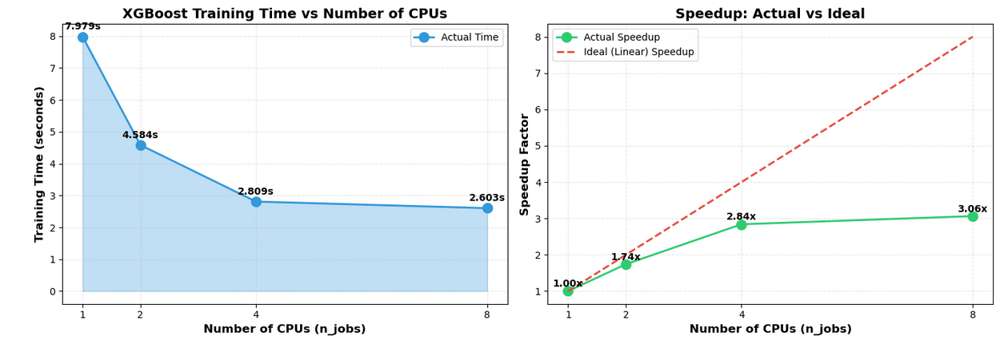 XGBoost Training Time vs Number of CPUs
7.979s
Actual Time
4.584s
2.809s
2.603s
8
7
6
5
4
3
2
1
0
Training Time (seconds)
1
2
4
8
Number of CPUs (n_jobs)
Speedup: Actual vs Ideal
Actual Speedup
Ideal (Linear) Speedup
1.00x
1.74x
2.84x
3.06x
8
7
6
5
4
3
2
1
Speedup Factor
1
2
4
8
Number of CPUs (n_jobs)